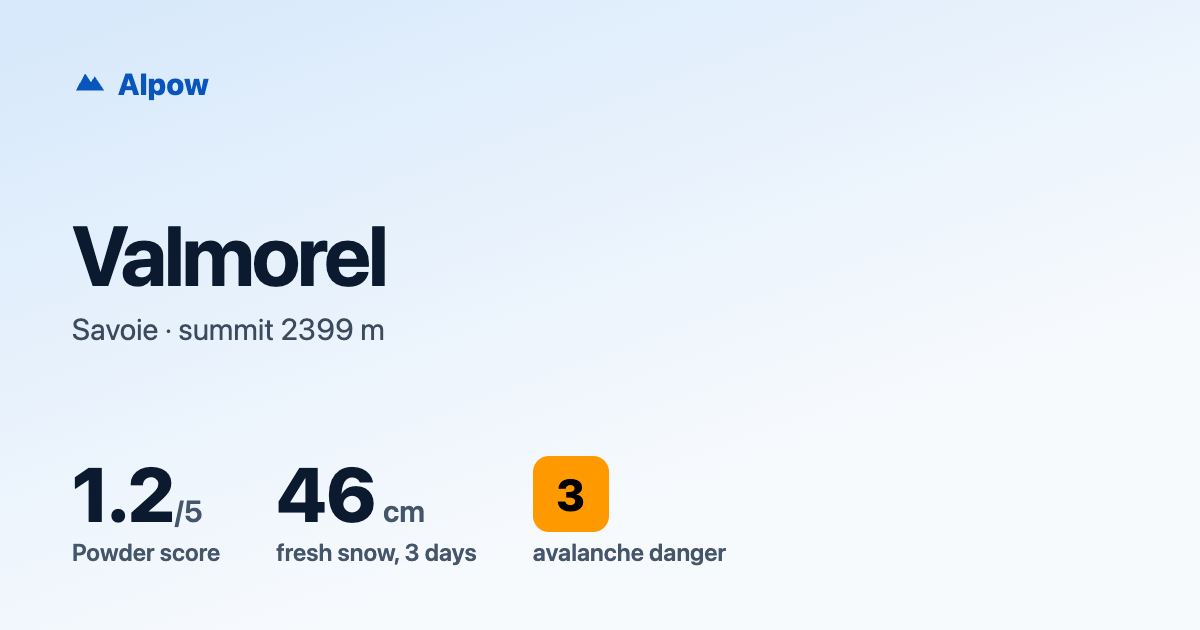 Alpow
Valmorel
Savoie · summit 2399 m
1.2/5
Powder score
46 cm
fresh snow, 3 days
3
avalanche danger